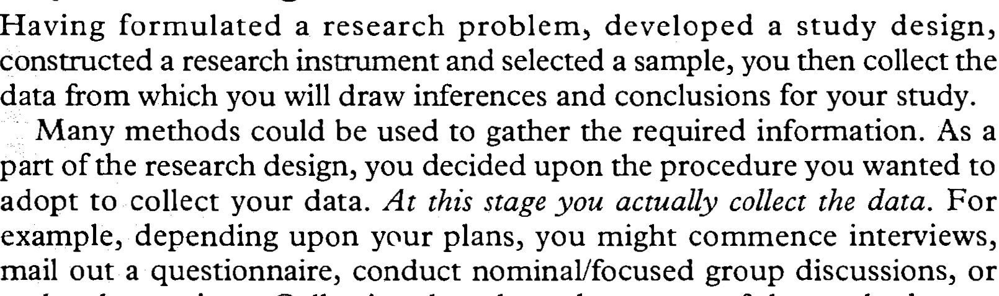 Having formulated a research problem, developed a study design,
constructed a research instrument and selected a sample, you then collect the
data from which you will draw inferences and conclusions for your study.
Many methods could be used to gather the required information. As a
part of the research design, you decided upon the procedure you wanted to
adopt to collect your data. At this stage you actually collect the data. For
example, depending upon your plans, you might commence interviews,
mail out a questionnaire, conduct nominal/focused group discussions, or